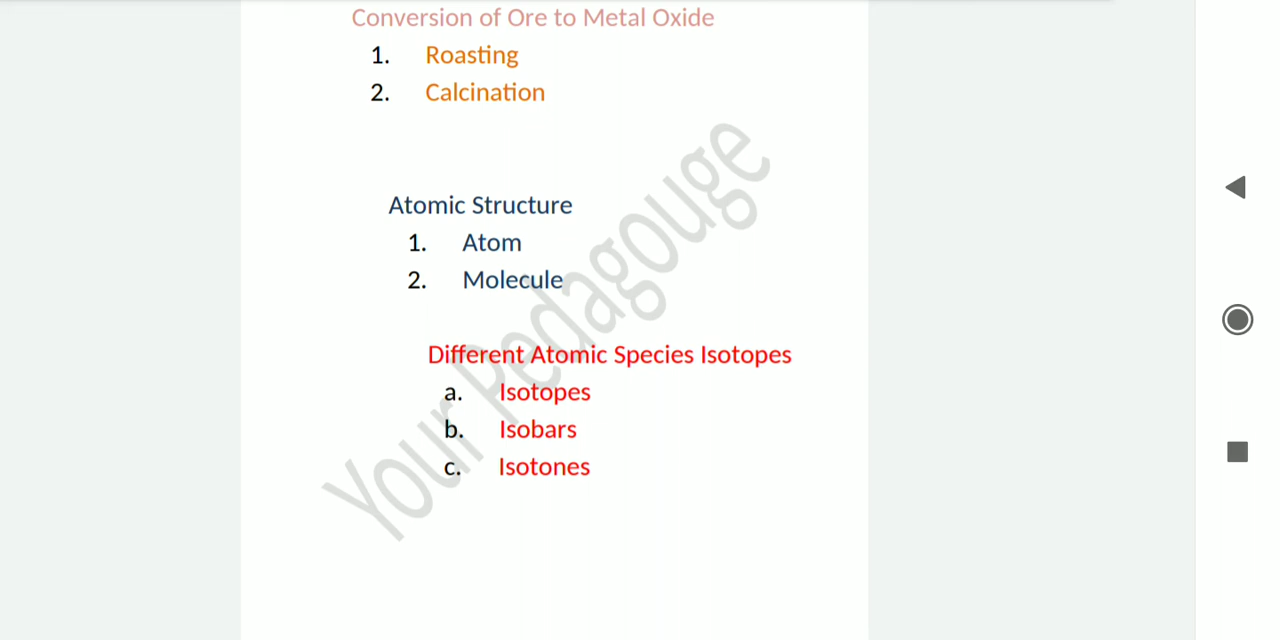 Conversion of Ore to Metal Oxide
1. Roasting
2. Calcination
Atomic Structure
1. Atom
2. Molecule
Different Atomic Species Isotopes
a. Isotopes
b. Isobars
c. Isotones
Your Pedagouge